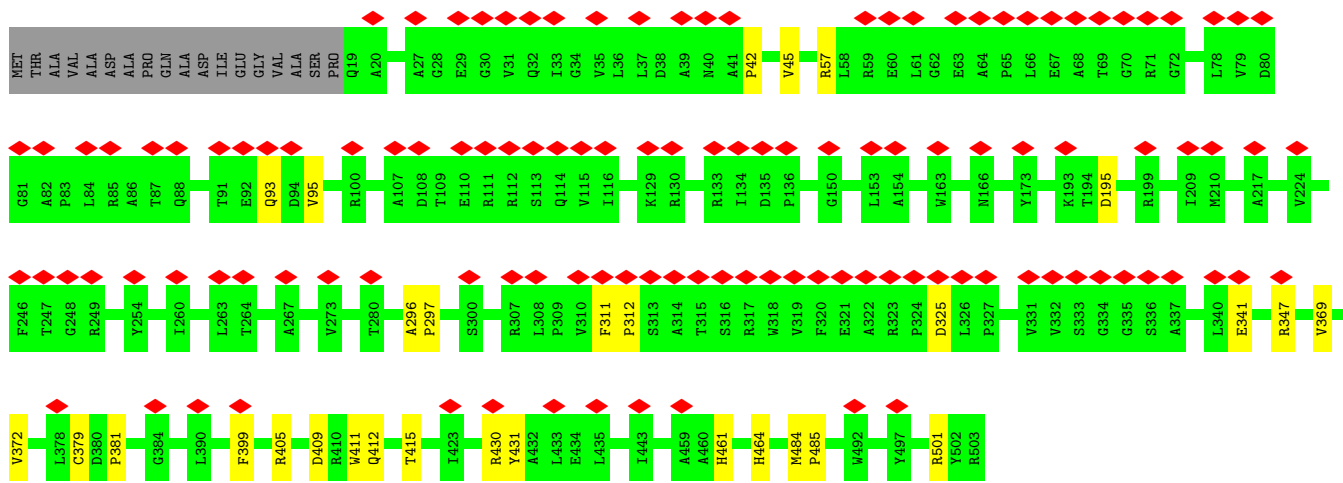 MET THR ALA VAL ALA ASP ALA PRO GLN ALA ASP ILE GLU GLY VAL ALA SER PRO Q19 A20 A27 G28 E29 G30 V31 Q32 I33 G34 V35 L36 L37 D38 A39 N40 A41 P42 V45 R57 L58 R59 E60 L61 G62 E63 A64 P65 L66 E67 A68 T69 G70 R71 G72 L78 V79 D80
G81 A82 P83 L84 R85 A86 T87 Q88 T91 E92 Q93 D94 V95 R100 A107 D108 T109 E110 R111 R112 S113 Q114 V115 I116 K129 R130 R133 I134 D135 P136 G150 L153 A154 W163 N166 Y173 K193 T194 D195 R199 I209 M210 A217 V224
F246 T247 G248 R249 Y254 I260 L263 T264 A267 V273 T280 A296 P297 S300 R307 L308 P309 V310 F311 P312 S313 A314 T315 S316 R317 W318 V319 F320 E321 A322 R323 P324 D325 L326 P327 V331 V332 S333 G334 G335 S336 A337 L340 E341 R347 V369
V372 L378 C379 D380 P381 G384 L390 F399 R405 D409 R410 W411 Q412 T415 I423 R430 Y431 A432 L433 E434 L435 I443 A459 A460 H461 H464 M484 P485 W492 Y497 R501 Y502 R503